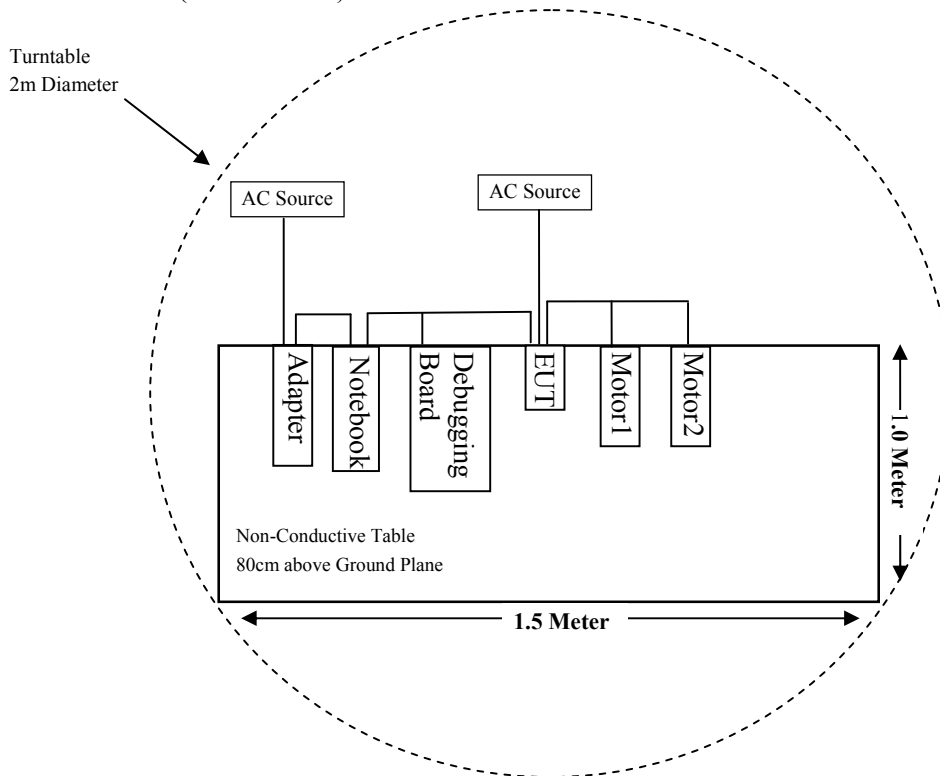 Turntable
2m Diameter
AC Source
AC Source
Adapter
Notebook
Debugging
Board
EUT
Motor1
Motor2
1.0 Meter
Non-Conductive Table
80cm above Ground Plane
1.5 Meter